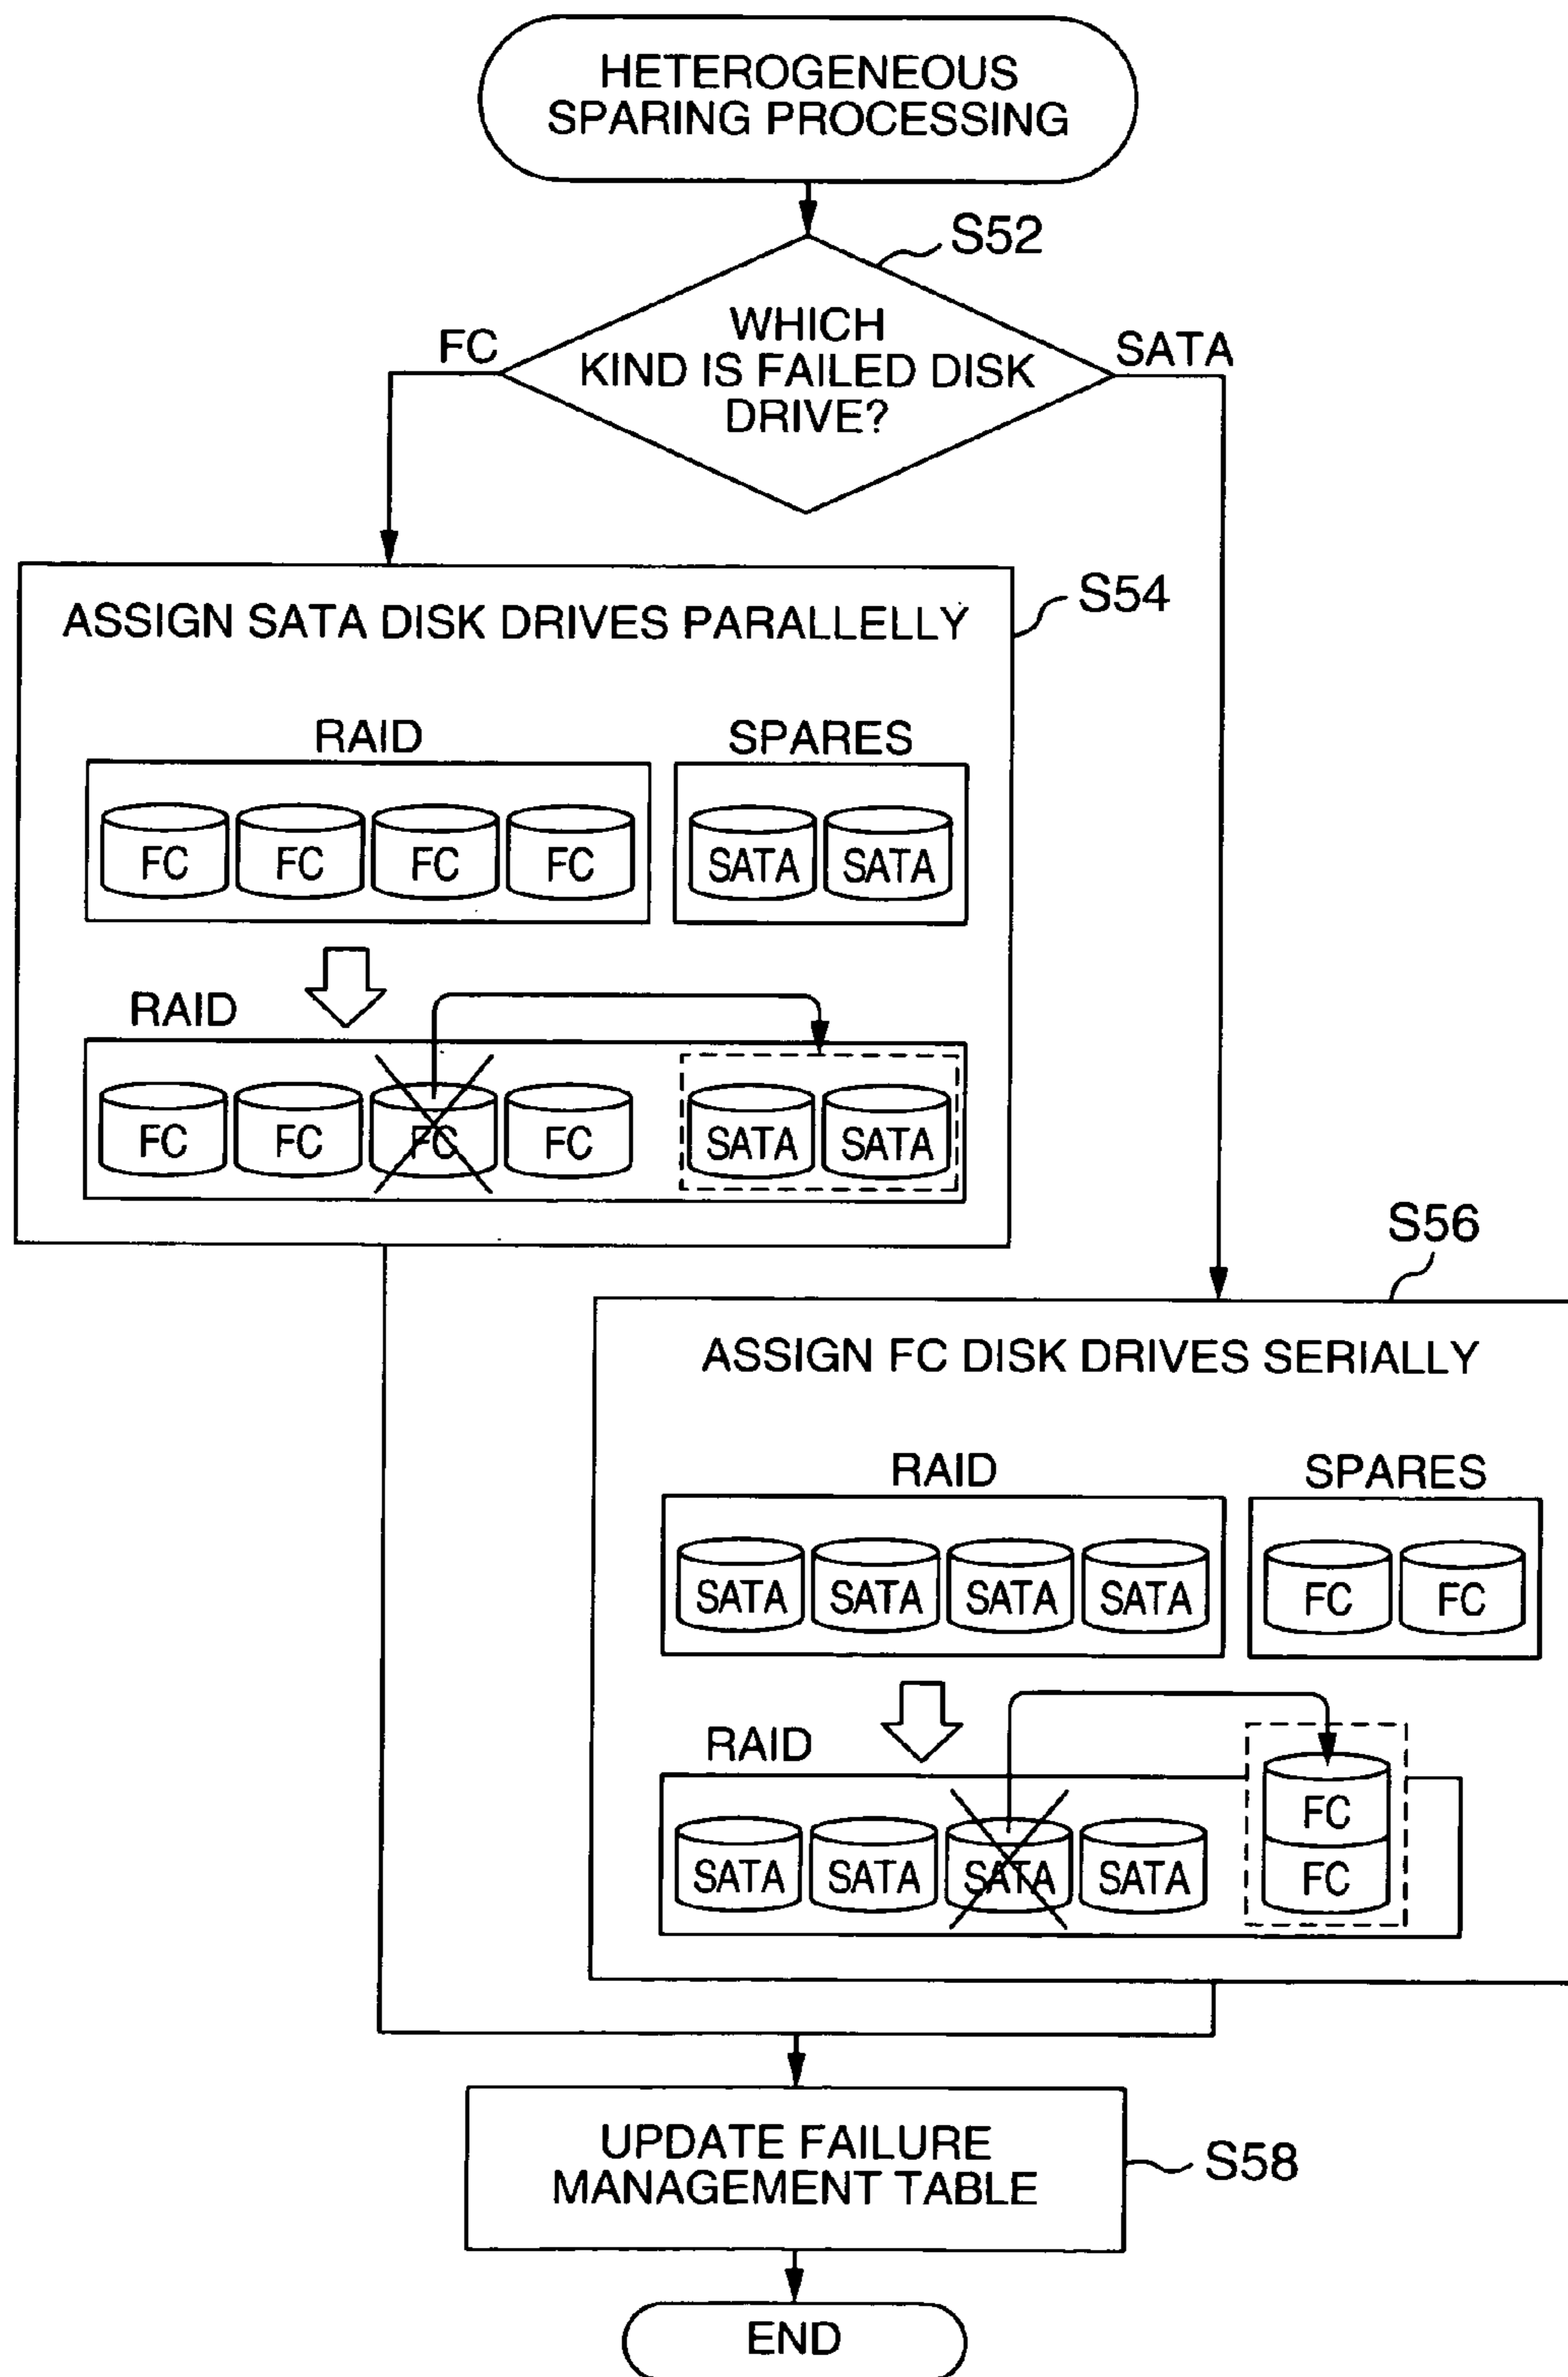 HETEROGENEOUS
SPARING PROCESSING
S52
WHICH
KIND IS FAILED DISK
DRIVE?
FC
SATA
S54
ASSIGN SATA DISK DRIVES PARALLELLY
RAID
SPARES
FC FC FC FC SATA SATA
RAID
FC FC FC FC SATA SATA
S56
ASSIGN FC DISK DRIVES SERIALLY
RAID
SPARES
SATA SATA SATA SATA FC FC
RAID
FC
SATA SATA SATA SATA FC
UPDATE FAILURE
MANAGEMENT TABLE
S58
END